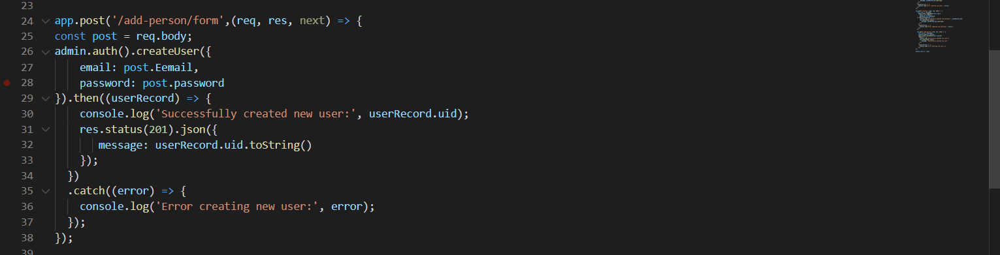 23
24 app.post('/add-person/form',(req, res, next) => {
25 const post = req.body;
26 admin.auth().createUser({
27 email: post.Eemail,
28 password: post.password
29 }).then((userRecord) => {
30 console.log('Successfully created new user:', userRecord.uid);
31 res.status(201).json({
32 message: userRecord.uid.toString()
33 });
34 })
35 .catch((error) => {
36 console.log('Error creating new user:', error);
37 });
38 });
39